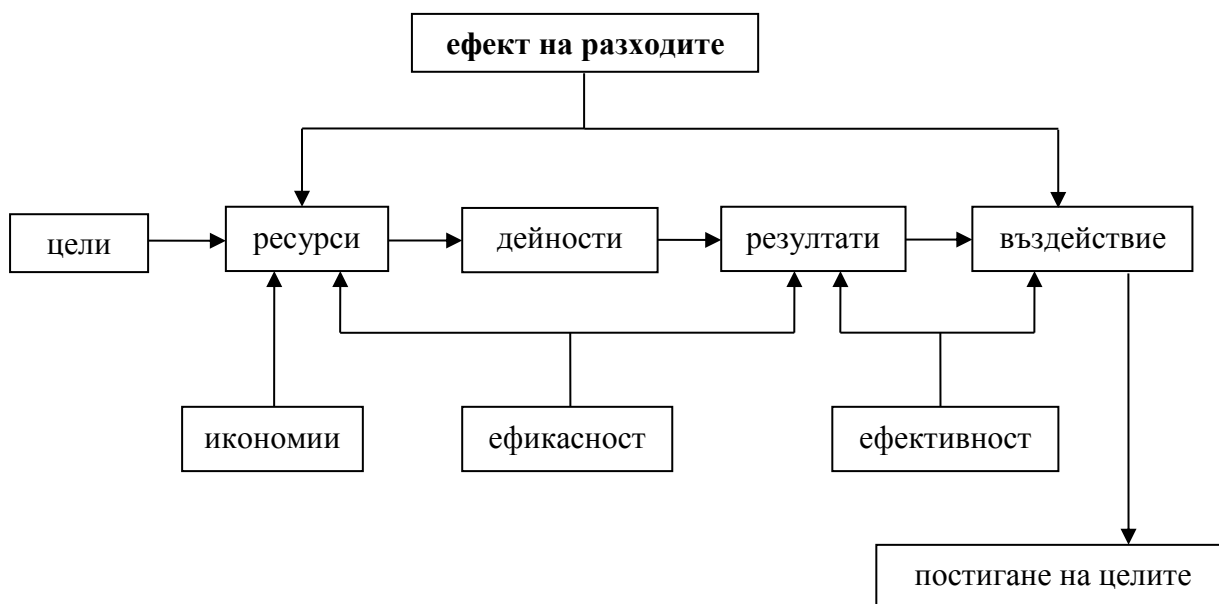 ефект на разходите
цели
ресурси
дейности
резултати
въздействие
икономии
ефикасност
ефективност
постигане на целите